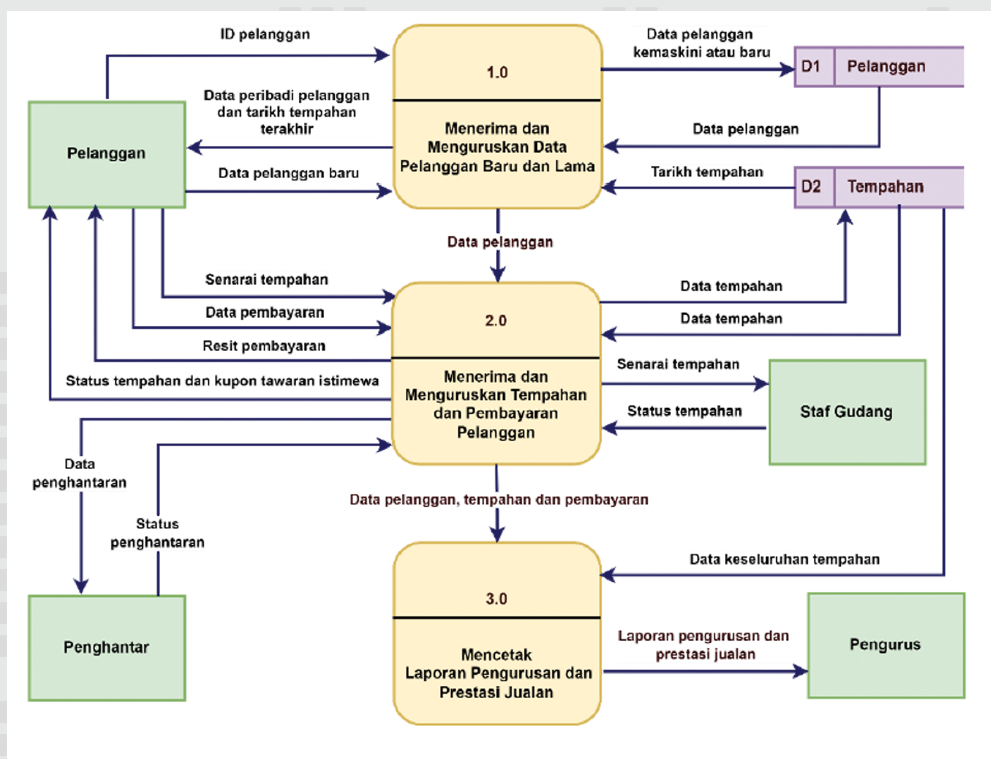 ID pelanggan
Data pelanggan
kemaskini atau baru
1.0
D1 Pelanggan
Data peribadi pelanggan
dan tarikh tempahan
terakhir
Menerima dan
Menguruskan Data
Pelanggan Baru dan Lama
Data pelanggan
Pelanggan
Data pelanggan baru
Tarikh tempahan
D2 Tempahan
Data pelanggan
Senarai tempahan
Data tempahan
Data pembayaran
2.0
Data tempahan
Resit pembayaran
Senarai tempahan
Status tempahan dan kupon tawaran istimewa
Menerima dan
Menguruskan Tempahan
dan Pembayaran
Pelanggan
Status tempahan
Staf Gudang
Data
penghantaran
Data pelanggan, tempahan dan pembayaran
Status
penghantaran
Data keseluruhan tempahan
3.0
Penghantar
Mencetak
Laporan Pengurusan dan
Prestasi Jualan
Laporan pengurusan dan
prestasi jualan
Pengurus